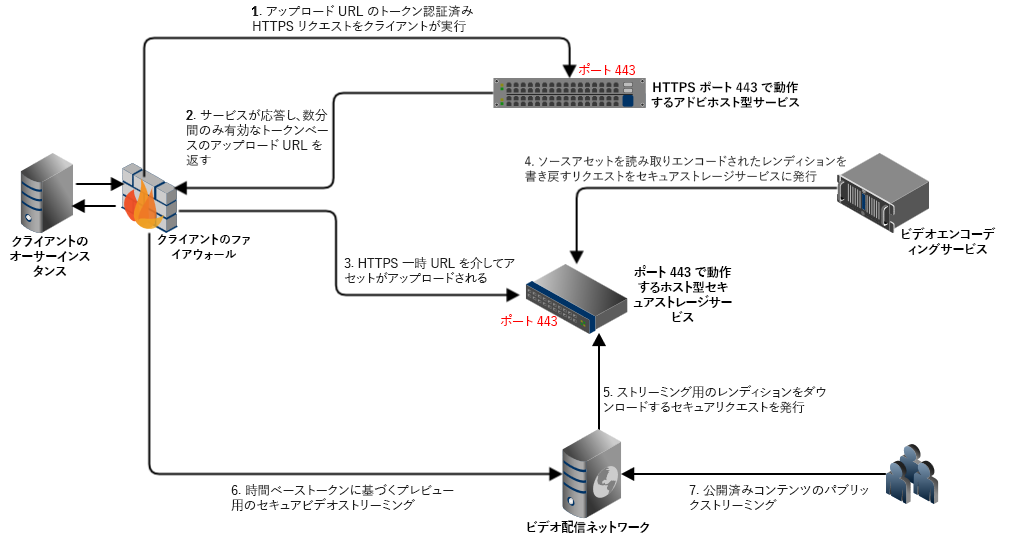 1. アップロード URL のトークン認証済み
HTTPS リクエストをクライアントが実行
ポート 443
HTTPS ポート 443 で動作
するアドビホスト型サービス
2. サービスが応答し、数分
間のみ有効なトークンベー
スのアップロード URL を
返す
4. ソースアセットを読み取りエンコードされたレンディションを
書き戻すリクエストをセキュアストレージサービスに発行
クライアントの
オーサーインス
タンス
クライアントのファ
イアウォール
ビデオエンコーデ
ィングサービス
3. HTTPS 一時 URL を介してア
セットがアップロードされる
ポート 443 で動作
するホスト型セキ
ュアストレージサー
ビス
ポート 443
5. ストリーミング用のレンディションをダウ
ンロードするセキュアリクエストを発行
6. 時間ベーストークンに基づくプレビュー
用のセキュアビデオストリーミング
7. 公開済みコンテンツのパブリッ
クストリーミング
ビデオ配信ネットワーク